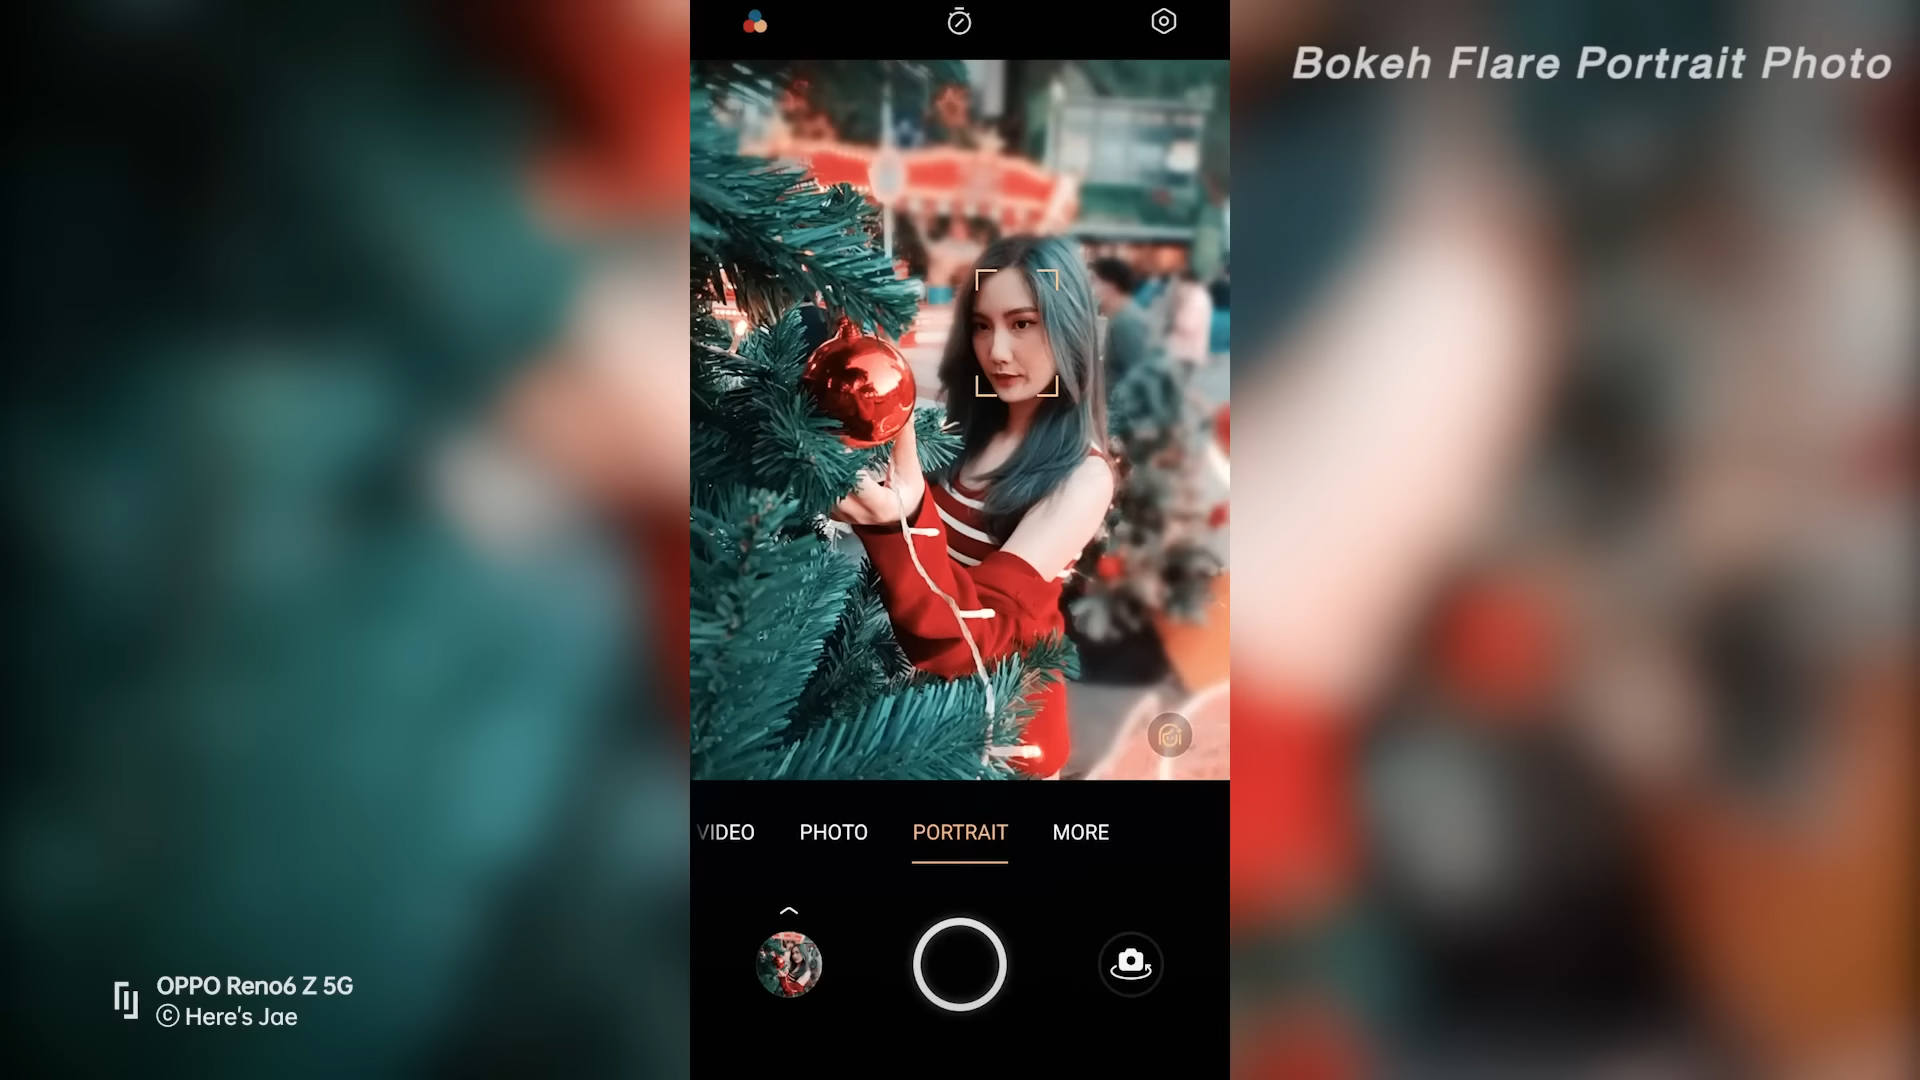 Bokeh Flare Portrait Photo
VIDEO PHOTO PORTRAIT MORE
OPPO Reno6 Z 5G
© Here's Jae